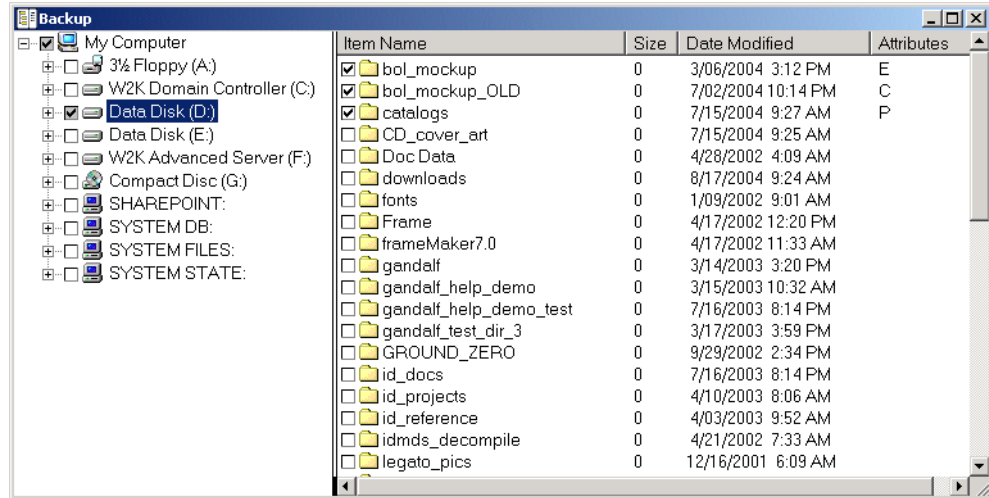 Backup
My Computer
3½ Floppy (A:)
W2K Domain Controller (C:)
Data Disk (D:)
Data Disk (E:)
W2K Advanced Server (F:)
Compact Disc (G:)
SHAREPOINT:
SYSTEM DB:
SYSTEM FILES:
SYSTEM STATE:
Item Name Size Date Modified Attributes
bol_mockup 0 3/06/2004 3:12 PM E
bol_mockup_OLD 0 7/02/2004 10:14 PM C
catalogs 0 7/15/2004 9:27 AM P
CD_cover_art 0 7/15/2004 9:25 AM
Doc Data 0 4/28/2002 4:09 AM
downloads 0 8/17/2004 9:24 AM
fonts 0 1/09/2002 9:01 AM
Frame 0 4/17/2002 12:20 PM
frameMaker7.0 0 4/17/2002 11:33 AM
gandalf 0 3/14/2003 3:20 PM
gandalf_help_demo 0 3/15/2003 10:32 AM
gandalf_help_demo_test 0 7/16/2003 8:14 PM
gandalf_test_dir_3 0 3/17/2003 3:59 PM
GROUND_ZERO 0 9/29/2002 2:34 PM
id_docs 0 7/16/2003 8:14 PM
id_projects 0 4/10/2003 8:06 AM
id_reference 0 4/03/2003 9:52 AM
idmds_decompile 0 4/21/2002 7:33 AM
legato_pics 0 12/16/2001 6:09 AM